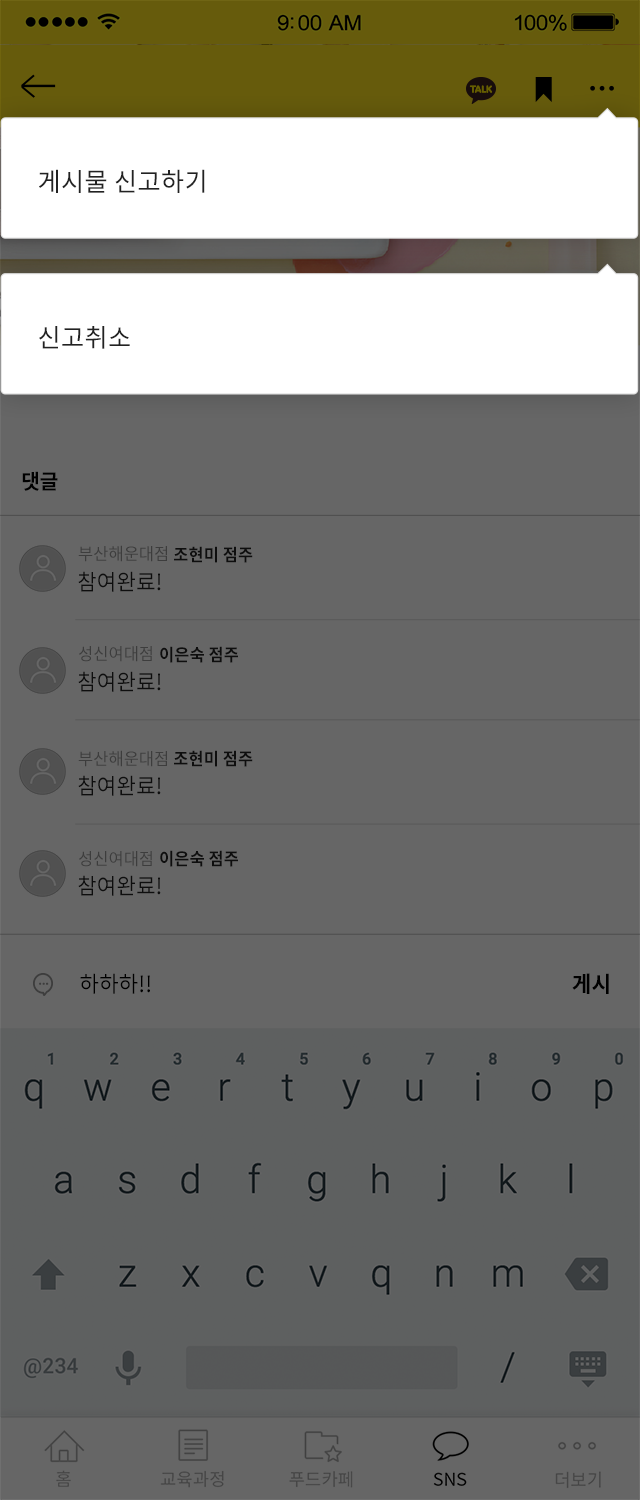 9:00 AM 100%
TALK
게시물 신고하기
신고취소
댓글
부산해운대점 조현미 점주
참여완료!
성신여대점 이은숙 점주
참여완료!
부산해운대점 조현미 점주
참여완료!
성신여대점 이은숙 점주
참여완료!
하하하!! 게시
1 2 3 4 5 6 7 8 9 0
q w e r t y u i o p
a s d f g h j k l
z x c v q n m
@234 /
홈 교육과정 푸드카페 SNS 더보기